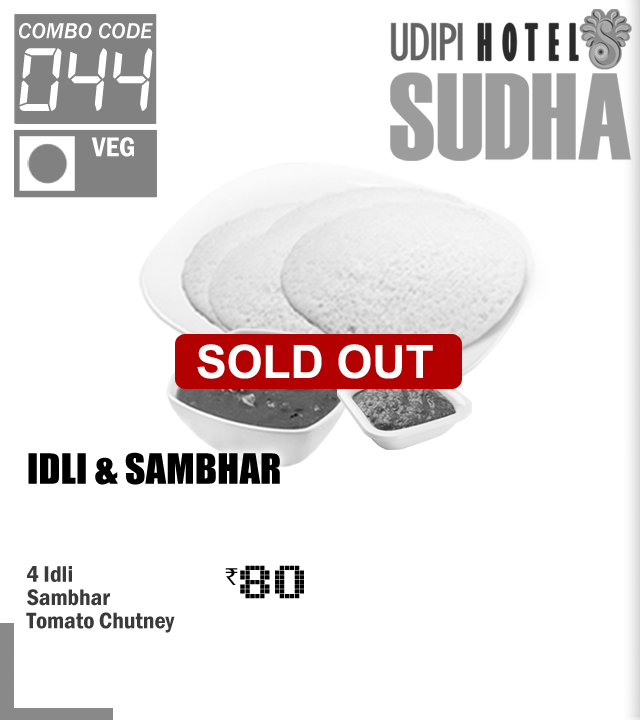 COMBO CODE
044
VEG
UDIPI HOTEL
SUDHA
SOLD OUT
IDLI & SAMBHAR
4 Idli
Sambhar
Tomato Chutney
₹80